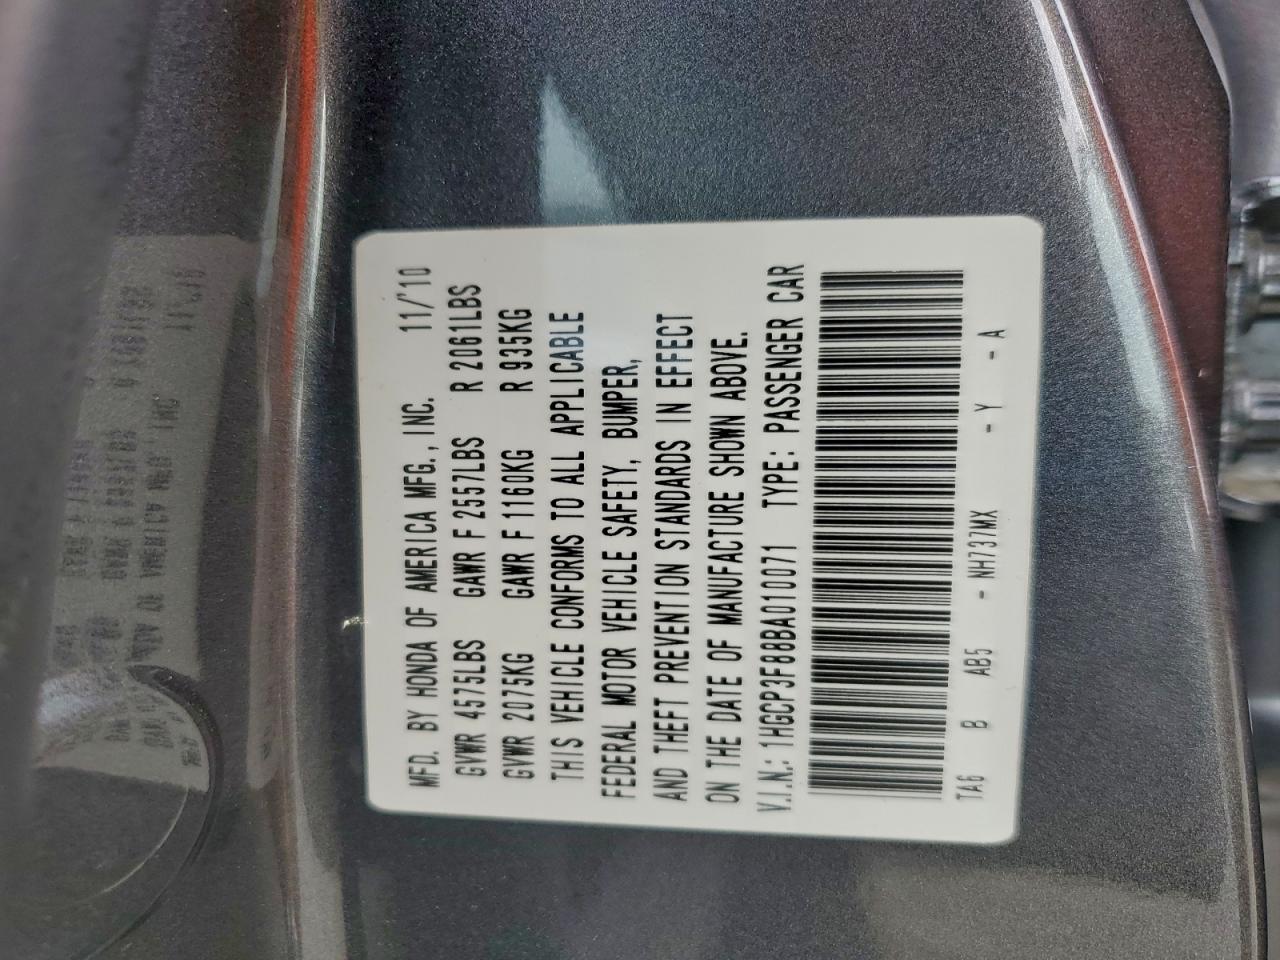 MFD. BY HONDA OF AMERICA MFG., INC. 11/'10
GVWR 4575LBS GAWR F 2557LBS R 2061LBS
GVWR 2075KG GAWR F 1160KG R 935KG
THIS VEHICLE CONFORMS TO ALL APPLICABLE
FEDERAL MOTOR VEHICLE SAFETY, BUMPER,
AND THEFT PREVENTION STANDARDS IN EFFECT
ON THE DATE OF MANUFACTURE SHOWN ABOVE.
V.I.N.: 1HGCP3F88BA010071 TYPE: PASSENGER CAR
TA6 B AB5 - NH737MX -Y -A